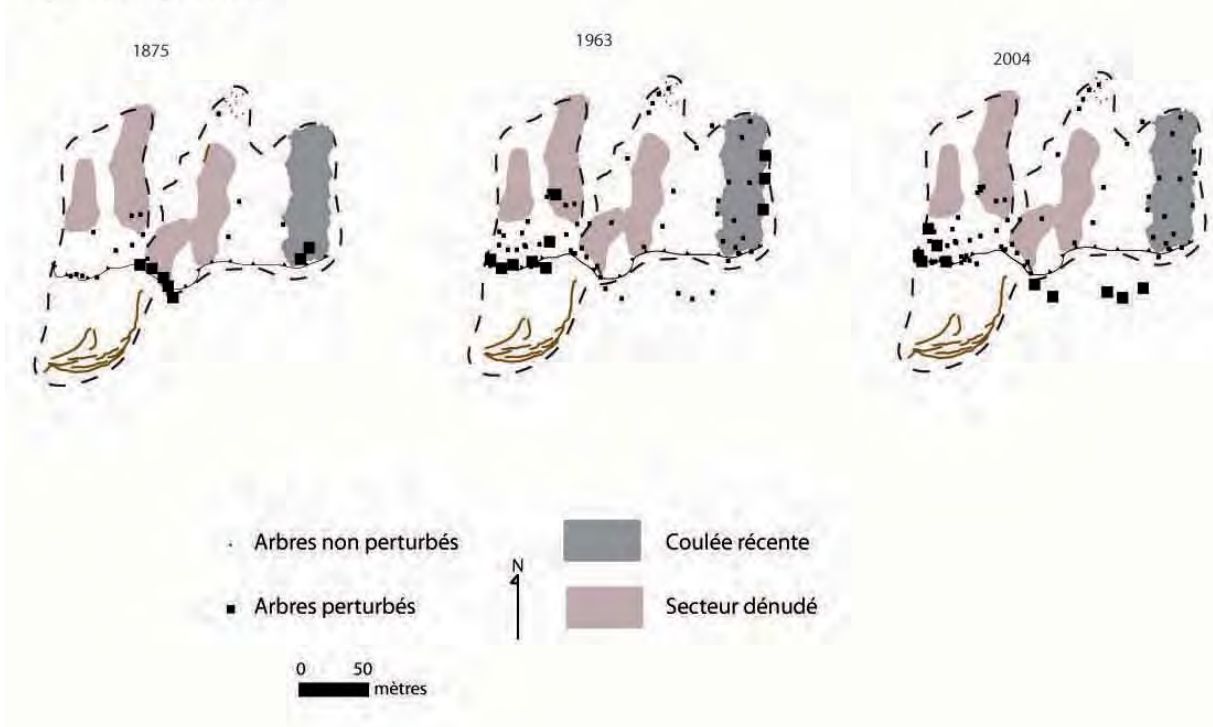 1875
1963
2004
Arbres non perturbés
Coulée récente
N
Arbres perturbés
Secteur dénudé
0 50
mètres